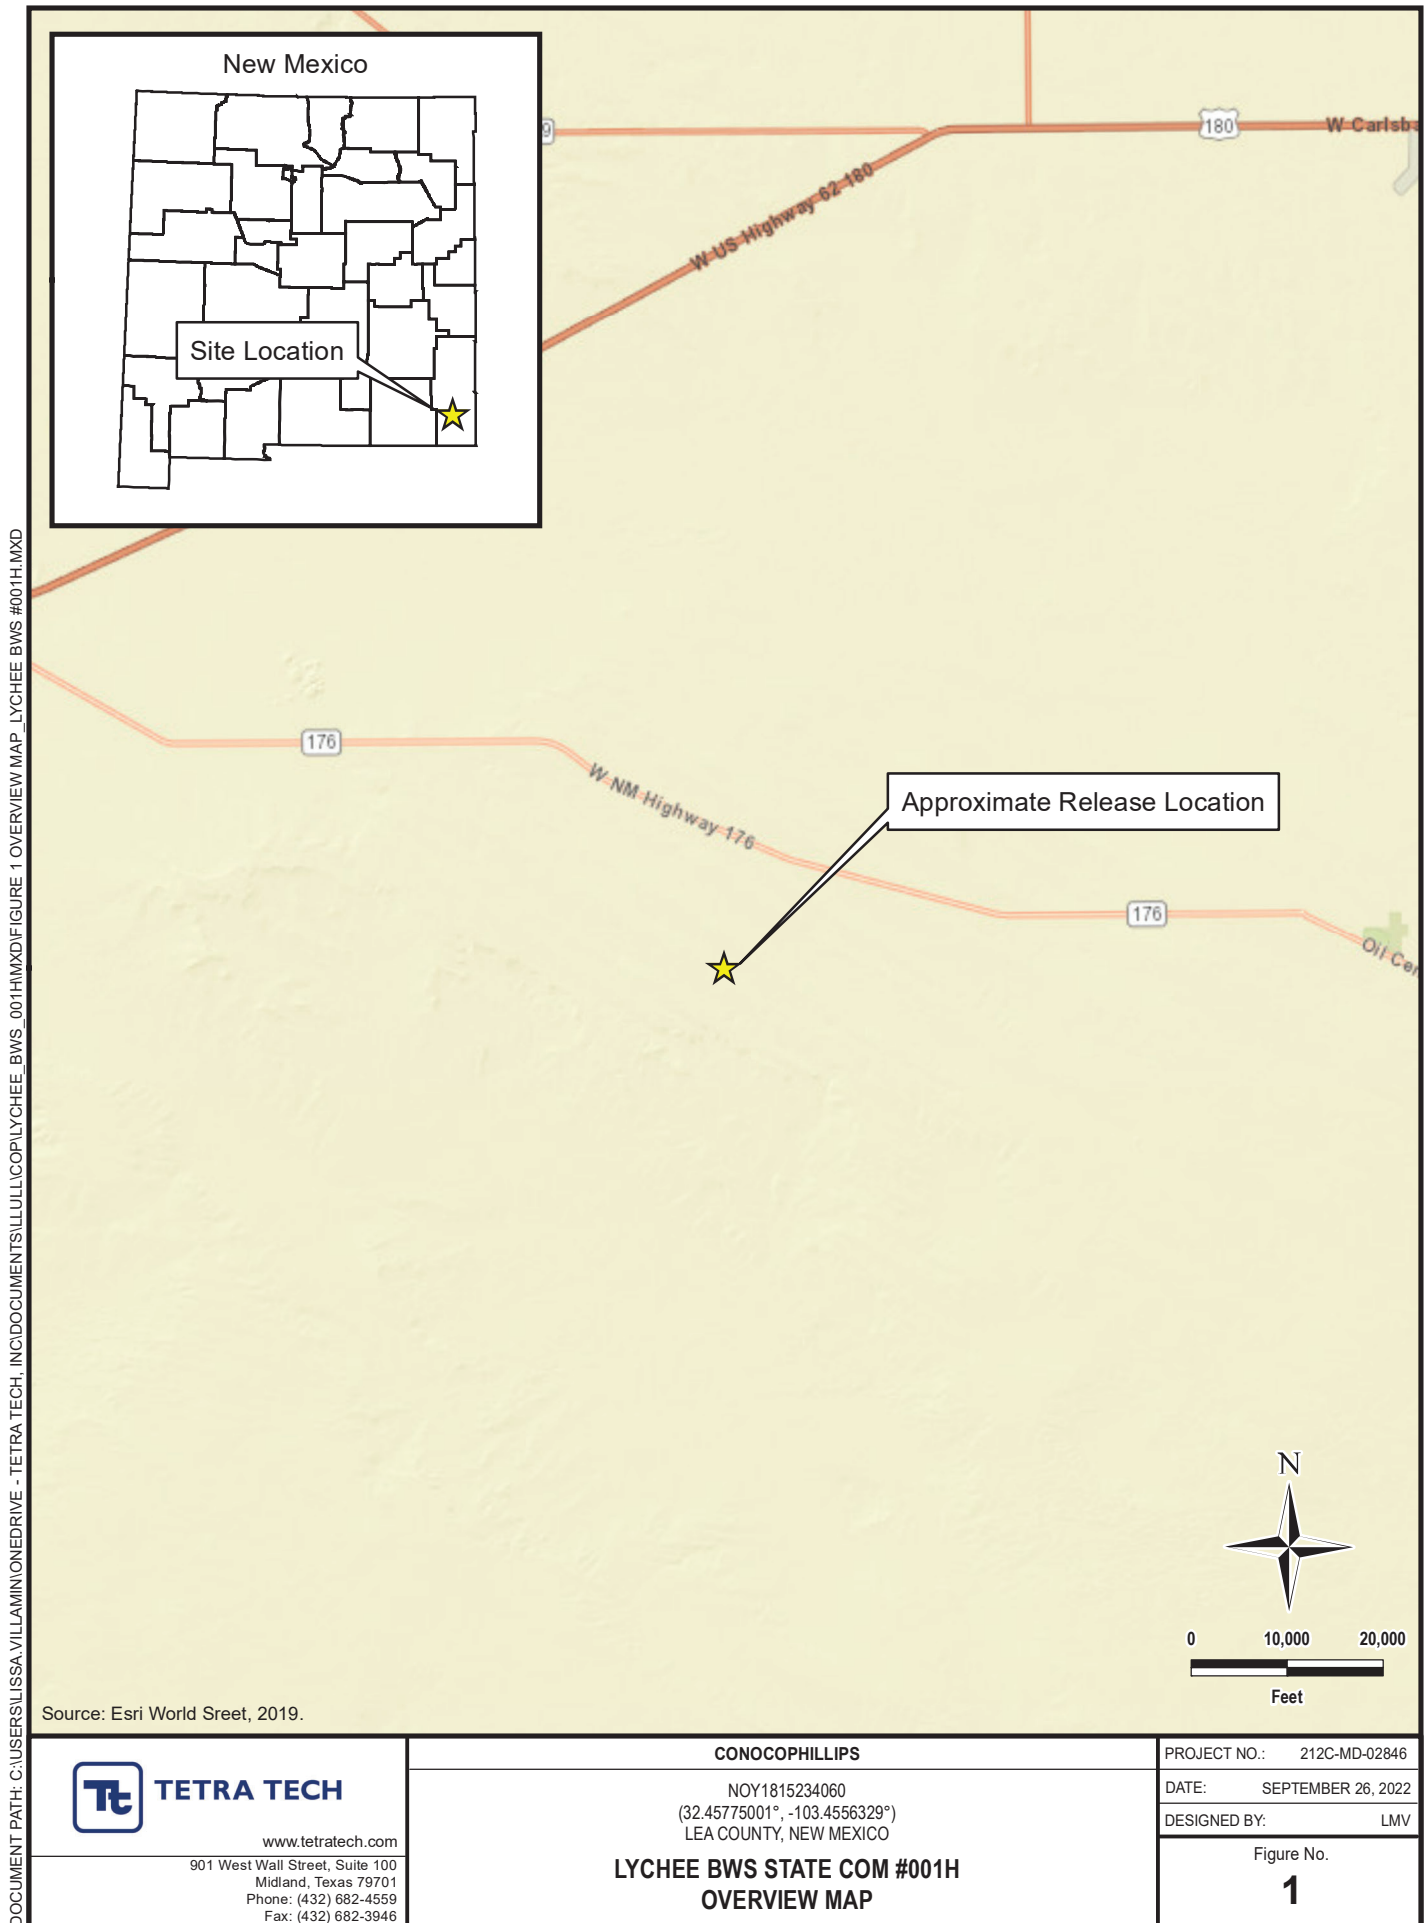 New Mexico
Site Location
9
180
W Carlsb
W US Highway 62 180
176
W NM Highway 176
Approximate Release Location
176
Oil Cen
N
0 10,000 20,000
Feet
Source: Esri World Sreet, 2019.
DOCUMENT PATH: C:\USERS\LISSA.VILLAMIN\ONEDRIVE - TETRA TECH, INC\DOCUMENTS\LLULL\COP\LYCHEE_BWS_001H\MXD\FIGURE 1 OVERVIEW MAP_LYCHEE BWS #001H.MXD
Tt TETRA TECH
www.tetratech.com
901 West Wall Street, Suite 100
Midland, Texas 79701
Phone: (432) 682-4559
Fax: (432) 682-3946
CONOCOPHILLIPS
NOY1815234060
(32.45775001°, -103.4556329°)
LEA COUNTY, NEW MEXICO
LYCHEE BWS STATE COM #001H
OVERVIEW MAP
PROJECT NO.: 212C-MD-02846
DATE: SEPTEMBER 26, 2022
DESIGNED BY: LMV
Figure No.
1